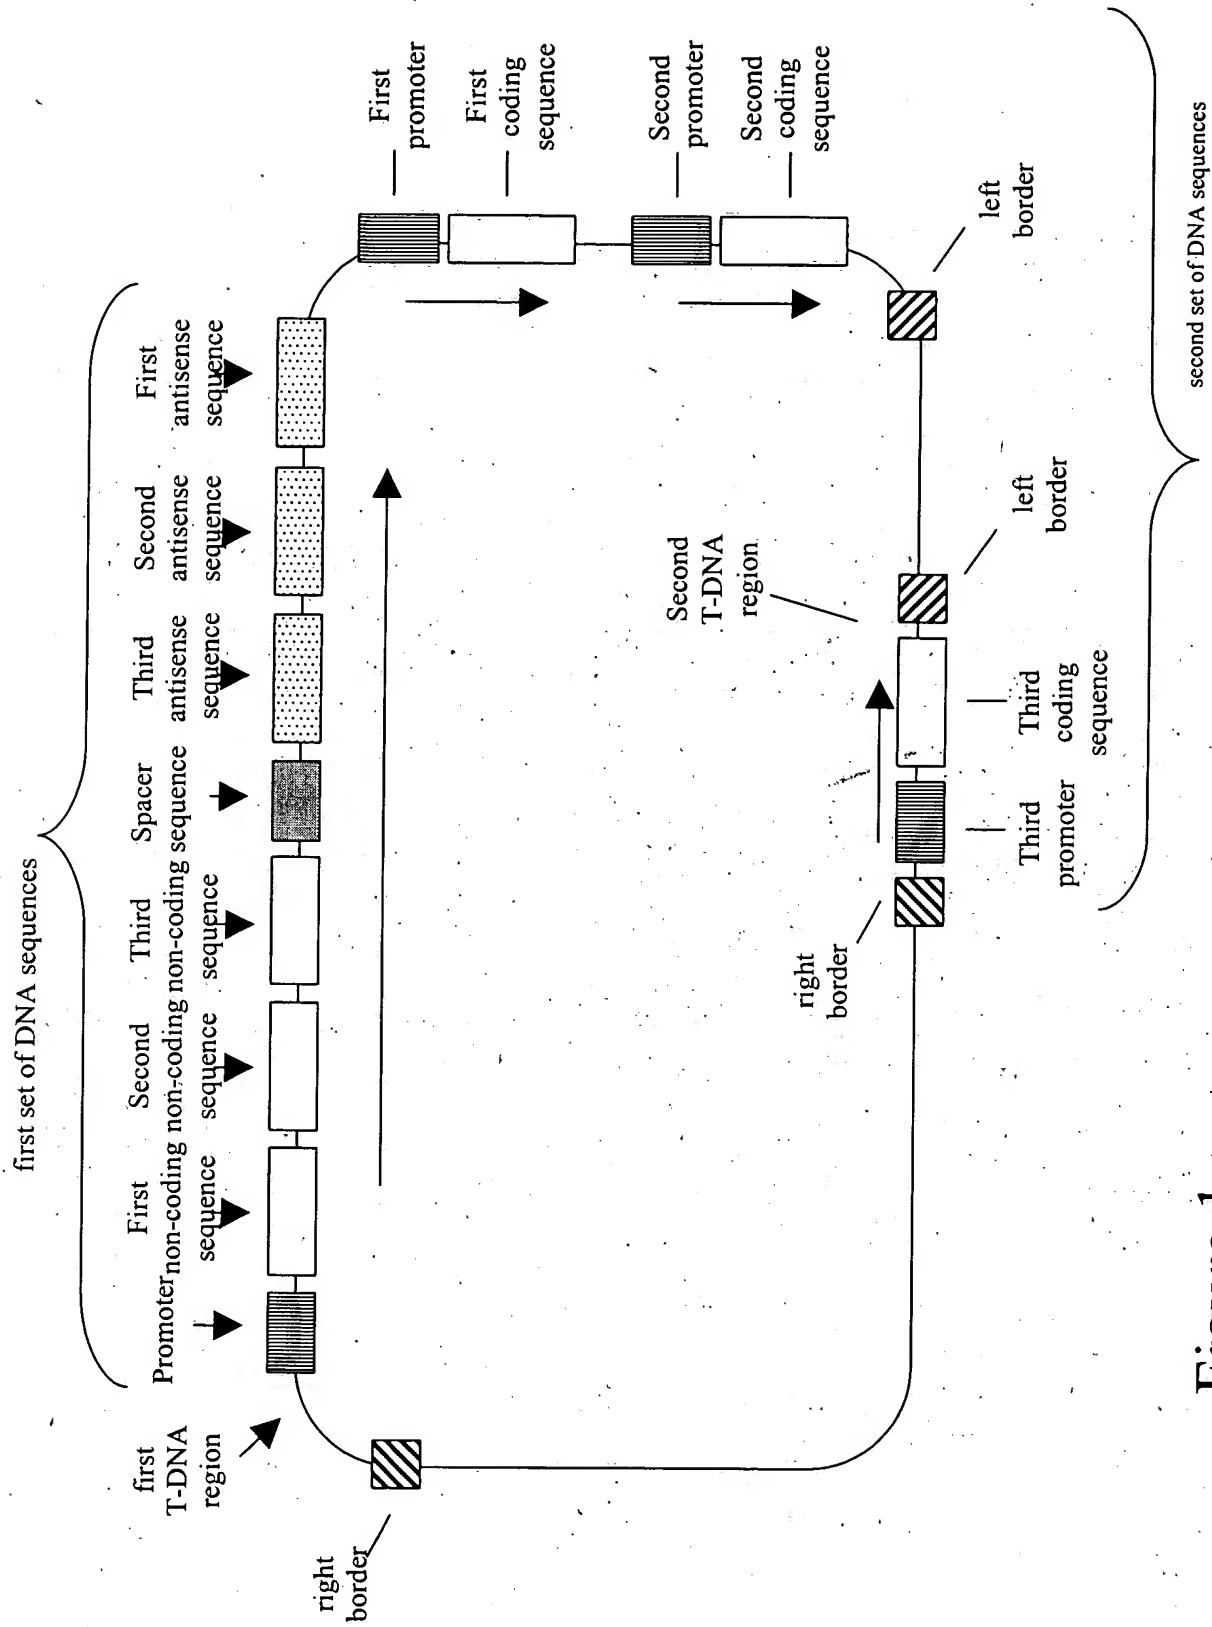 first set of DNA sequences
first
T-DNA
region
Promoter
First
non-coding
sequence
Second
non-coding
sequence
Third
non-coding
sequence
Spacer
sequence
Third
antisense
sequence
Second
antisense
sequence
First
antisense
sequence
right
border
First
promoter
First
coding
sequence
Second
promoter
Second
coding
sequence
Second
T-DNA
region
right
border
Third
promoter
Third
coding
sequence
left
border
left
border
second set of DNA sequences
Figure 1